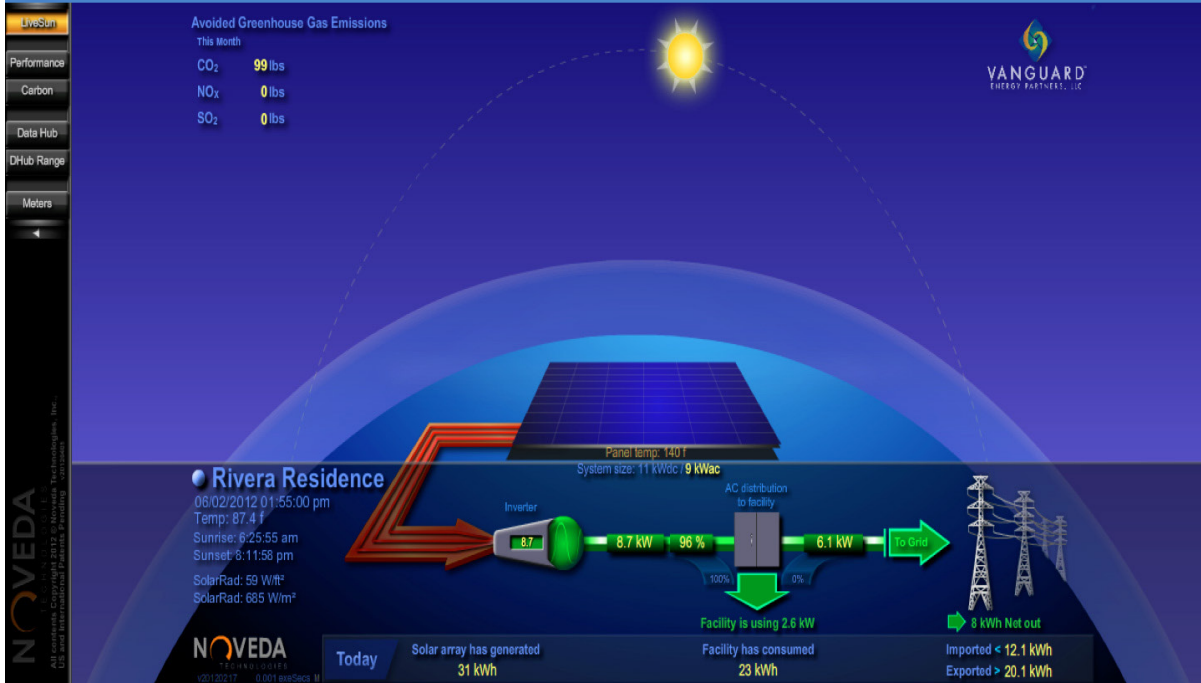 LiveSun
Performance
Carbon
Data Hub
DHub Range
Meters
Avoided Greenhouse Gas Emissions
This Month
CO₂ 99 lbs
NOx 0 lbs
SO₂ 0 lbs
VANGUARD
ENERGY PARTNERS, LLC
Panel temp: 140 f
System size: 11 kWdc / 9 kWac
Rivera Residence
06/02/2012 01:55:00 pm
Temp: 87.4 f
Sunrise: 6:25:55 am
Sunset: 8:11:58 pm
SolarRad: 59 W/ft²
SolarRad: 685 W/m²
Inverter
8.7
8.7 kW 96 %
AC distribution
to facility
6.1 kW
To Grid
100% 0%
Facility is using 2.6 kW
8 kWh Net out
NOVEDA
TECHNOLOGIES
v20120217 0.001 exeSecs M
Today
Solar array has generated
31 kWh
Facility has consumed
23 kWh
Imported < 12.1 kWh
Exported > 20.1 kWh
NOVEDA
TECHNOLOGIES
All contents Copyright 2012 © Noveda Technologies, Inc.,
US and International Patents Pending